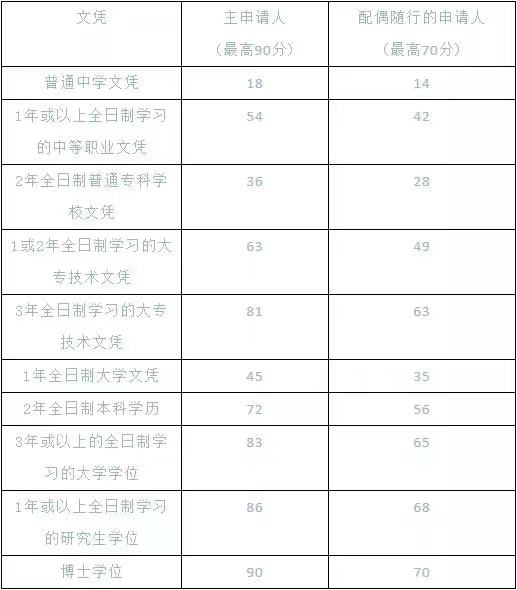 文凭
主申请人
（最高90分）
配偶随行的申请人
（最高70分）
普通中学文凭
18
14
1年或以上全日制学习
的中等职业文凭
54
42
2年全日制普通专科学
校文凭
36
28
1或2年全日制学习的大
专技术文凭
63
49
3年全日制学习的大专
技术文凭
81
63
1年全日制大学文凭
45
35
2年全日制本科学历
72
56
3年或以上的全日制学
习的大学学位
83
65
1年或以上全日制学习
的研究生学位
86
68
博士学位
90
70